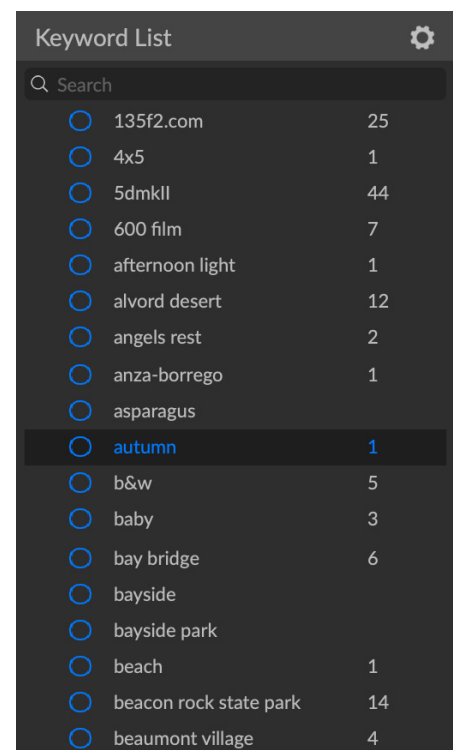 Keyword List
Search
135f2.com 25
4x5 1
5dmkII 44
600 film 7
afternoon light 1
alvord desert 12
angels rest 2
anza-borrego 1
asparagus
autumn 1
b&w 5
baby 3
bay bridge 6
bayside
bayside park
beach 1
beacon rock state park 14
beaumont village 4